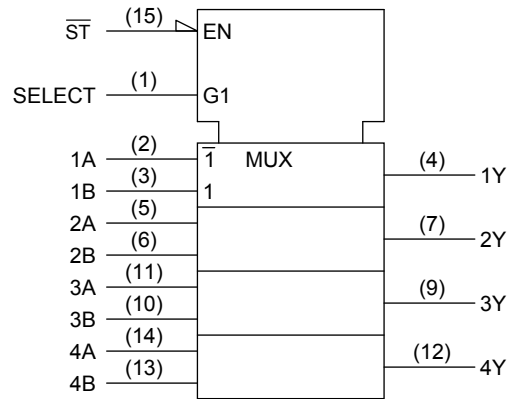 S̅T̅ (15) EN
SELECT (1) G1
1A (2) 1̅ MUX (4) 1Y
1B (3) 1
2A (5) (7) 2Y
2B (6)
3A (11) (9) 3Y
3B (10)
4A (14) (12) 4Y
4B (13)